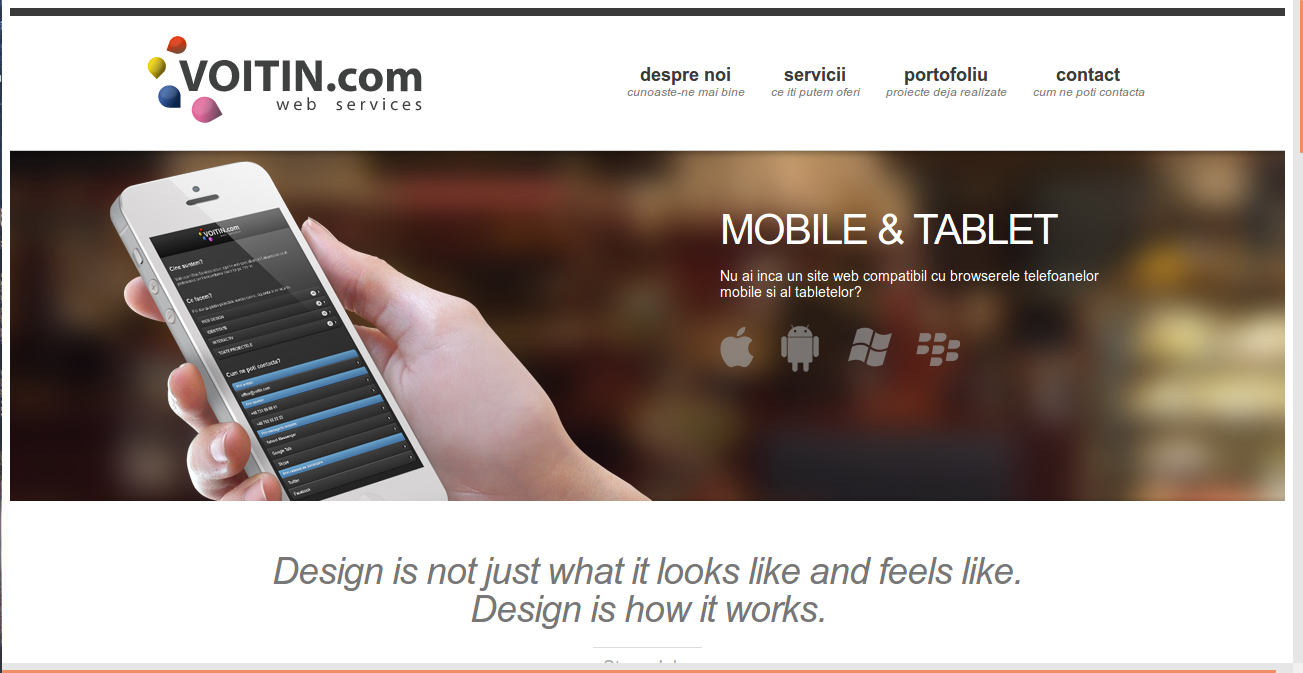 VOITIN.com
web services
despre noi
cunoaste-ne mai bine
servicii
ce iti putem oferi
portofoliu
proiecte deja realizate
contact
cum ne poti contacta
VOITIN.com
Cine suntem?
Ce facem?
WEB DESIGN
IDENTITATE
INTERACTIV
TOATE PROIECTELE
Cum ne poti contacta?
office@voitin.com
Yahoo! Messenger
Google Talk
Skype
Twitter
Facebook
MOBILE & TABLET
Nu ai inca un site web compatibil cu browserele telefoanelor
mobile si al tabletelor?
Design is not just what it looks like and feels like.
Design is how it works.